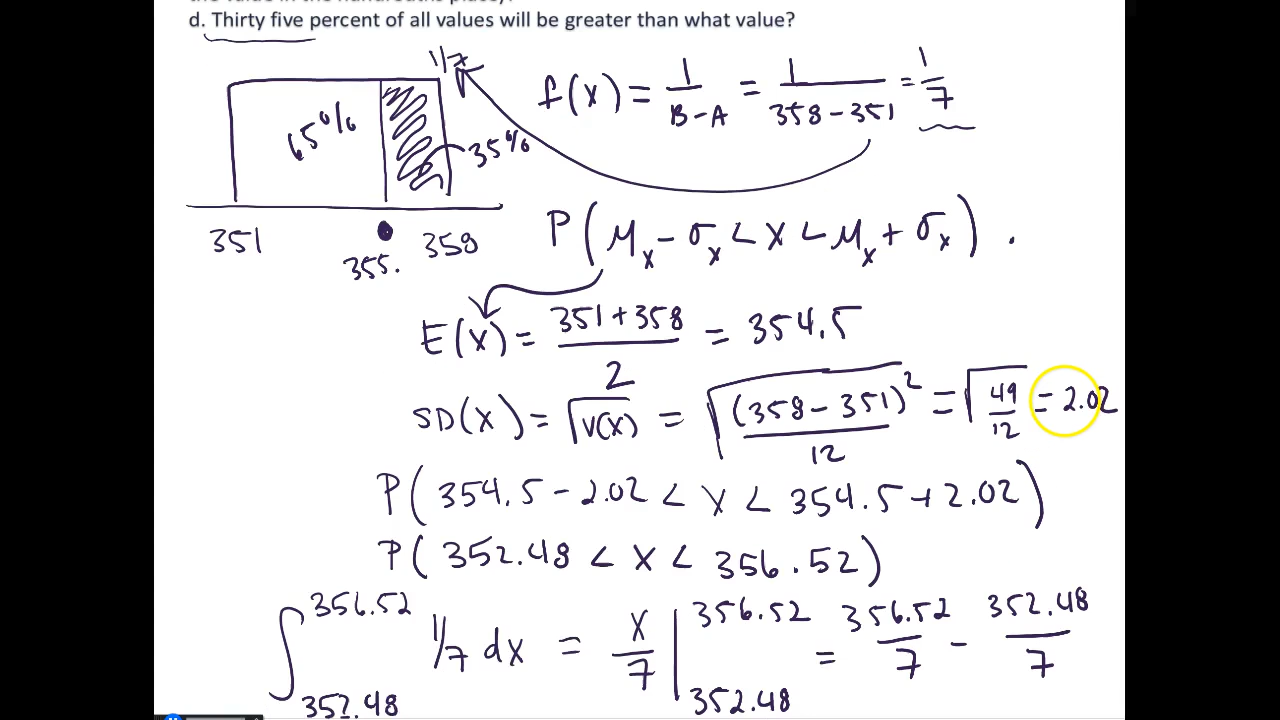 d. Thirty five percent of all values will be greater than what value?
1/7
f(x) = 1/(B-A) = 1/(358-351) = 1/7
65%
35%
351 355. 358
P(μx - σx < X < μx + σx) .
E(X) = (351+358)/2 = 354.5
SD(X) = √V(X) = √((358-351)²/12) = √(49/12) = 2.02
P(354.5 - 2.02 < X < 354.5 + 2.02)
P(352.48 < X < 356.52)
∫ 356.52 352.48 1/7 dx = x/7 | 356.52 352.48 = 356.52/7 - 352.48/7